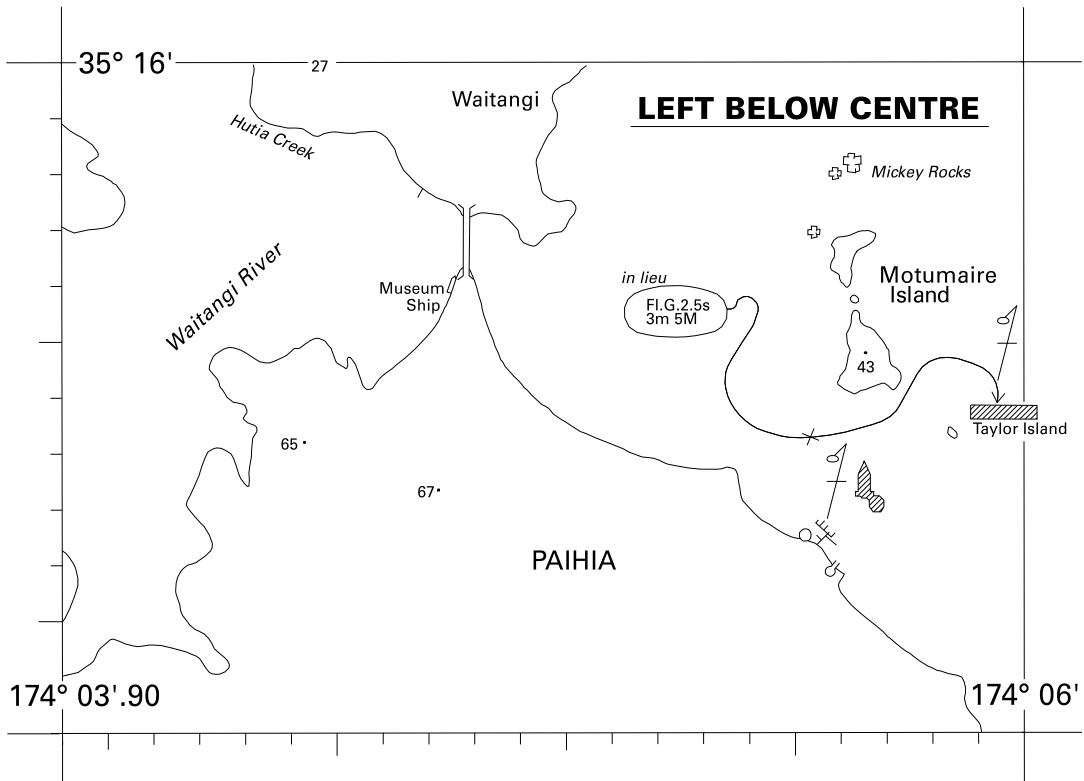 35° 16'
27
Waitangi
LEFT BELOW CENTRE
Hutia Creek
Mickey Rocks
Waitangi River
in lieu
Motumaire
Island
Museum
Ship
Fl.G.2.5s
3m 5M
43
Taylor Island
65
67
PAIHIA
174° 03'.90
174° 06'